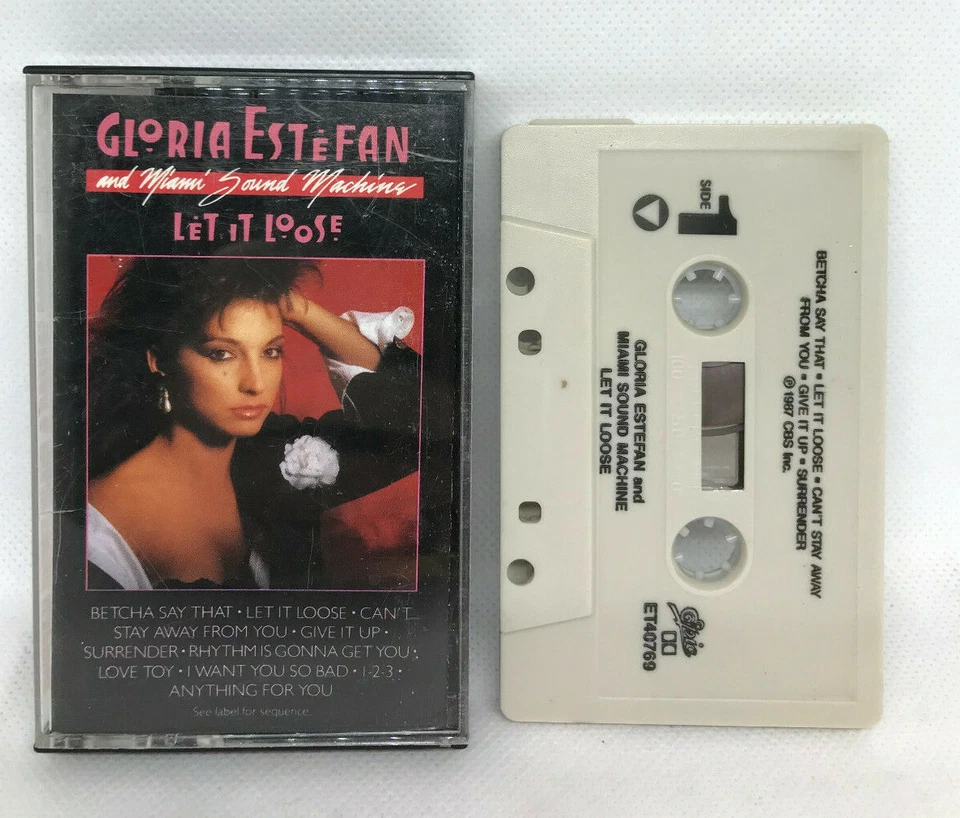 GLORIA ESTEFAN
and Miami Sound Machine
LET IT LOOSE
BETCHA SAY THAT • LET IT LOOSE • CAN'T
STAY AWAY FROM YOU • GIVE IT UP •
SURRENDER • RHYTHM IS GONNA GET YOU •
LOVE TOY • I WANT YOU SO BAD • 1-2-3 •
ANYTHING FOR YOU
See label for sequence.
SIDE 1
BETCHA SAY THAT ▪ LET IT LOOSE ▪ CAN'T STAY AWAY
FROM YOU ▪ GIVE IT UP ▪ SURRENDER
℗ 1987 CBS Inc.
GLORIA ESTEFAN and
MIAMI SOUND MACHINE
LET IT LOOSE
Epic
ET40769